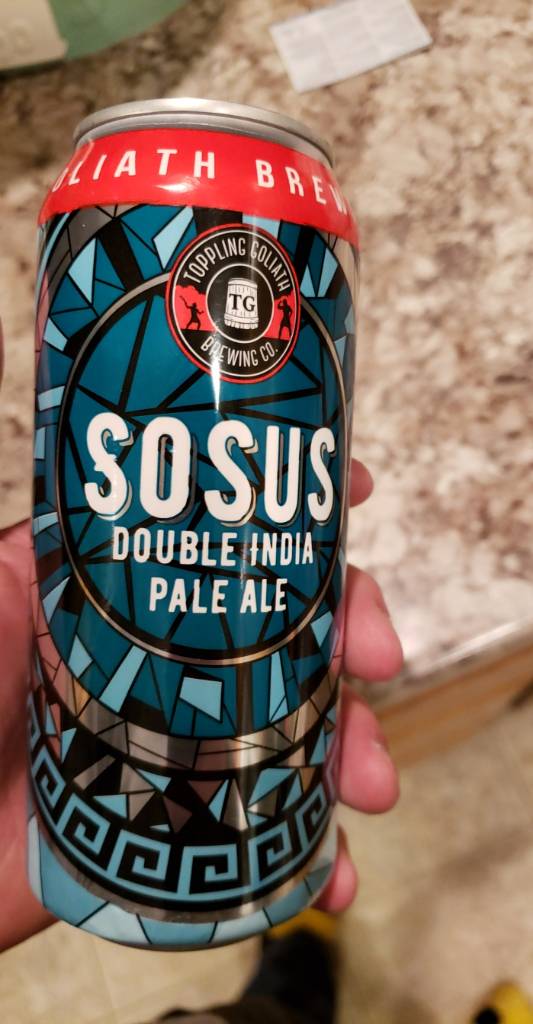 OLIATH BREW
TOPPLING GOLIATH
TG
BREWING CO.
SOSUS
DOUBLE INDIA
PALE ALE